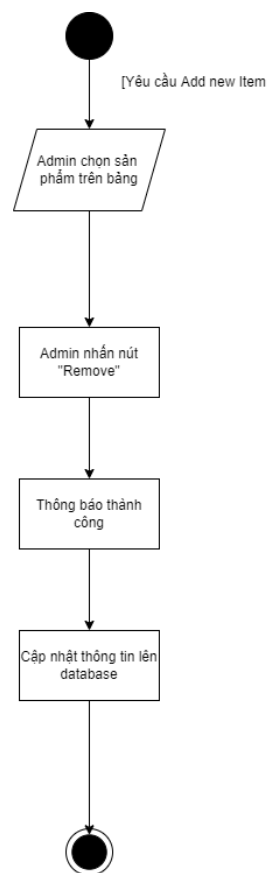 [Yêu cầu Add new Item
Admin chọn sản
phẩm trên bảng
Admin nhấn nút
"Remove"
Thông báo thành
công
Cập nhật thông tin lên
database